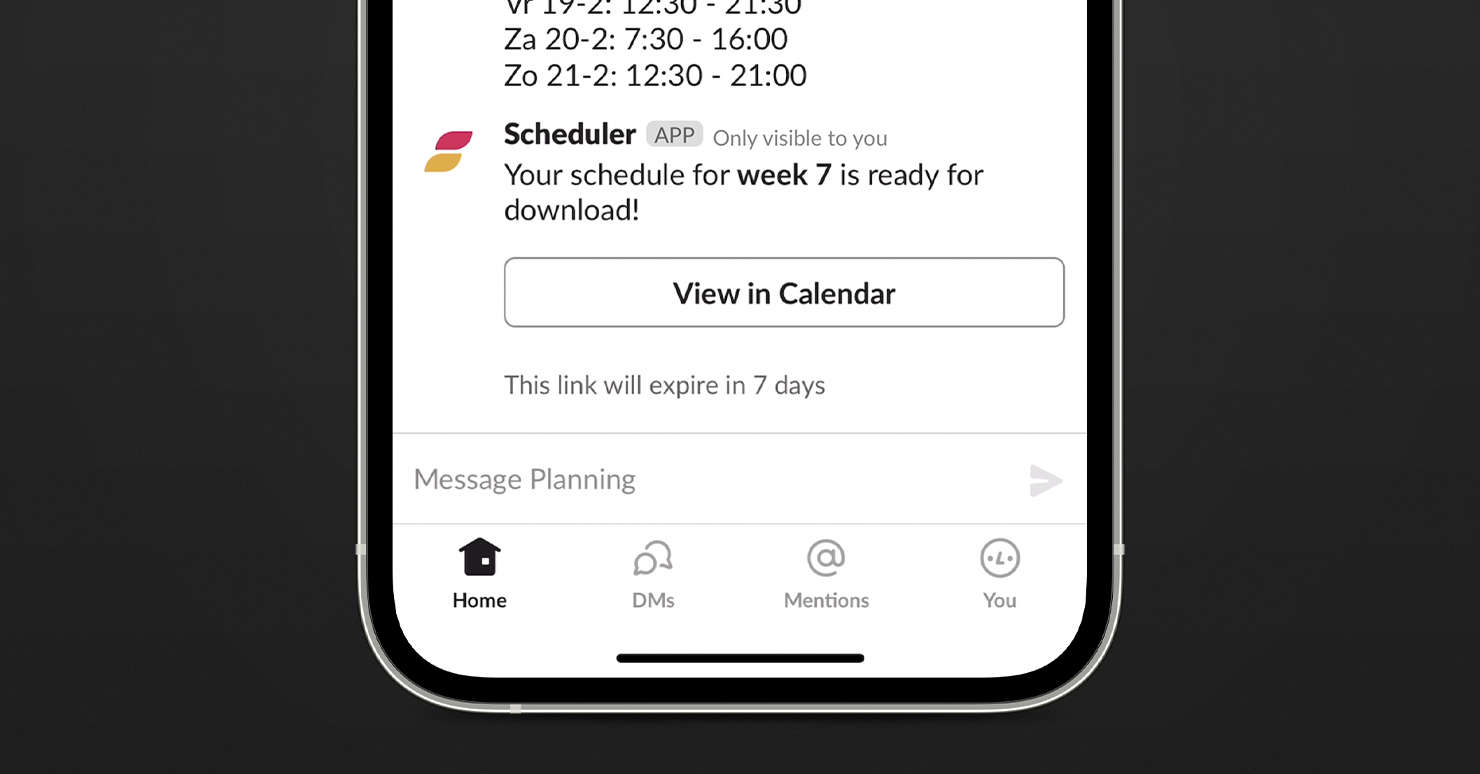 Vr 19-2: 12:30 - 21:30
Za 20-2: 7:30 - 16:00
Zo 21-2: 12:30 - 21:00
Scheduler APP Only visible to you
Your schedule for week 7 is ready for
download!
View in Calendar
This link will expire in 7 days
Message Planning
Home DMs Mentions You